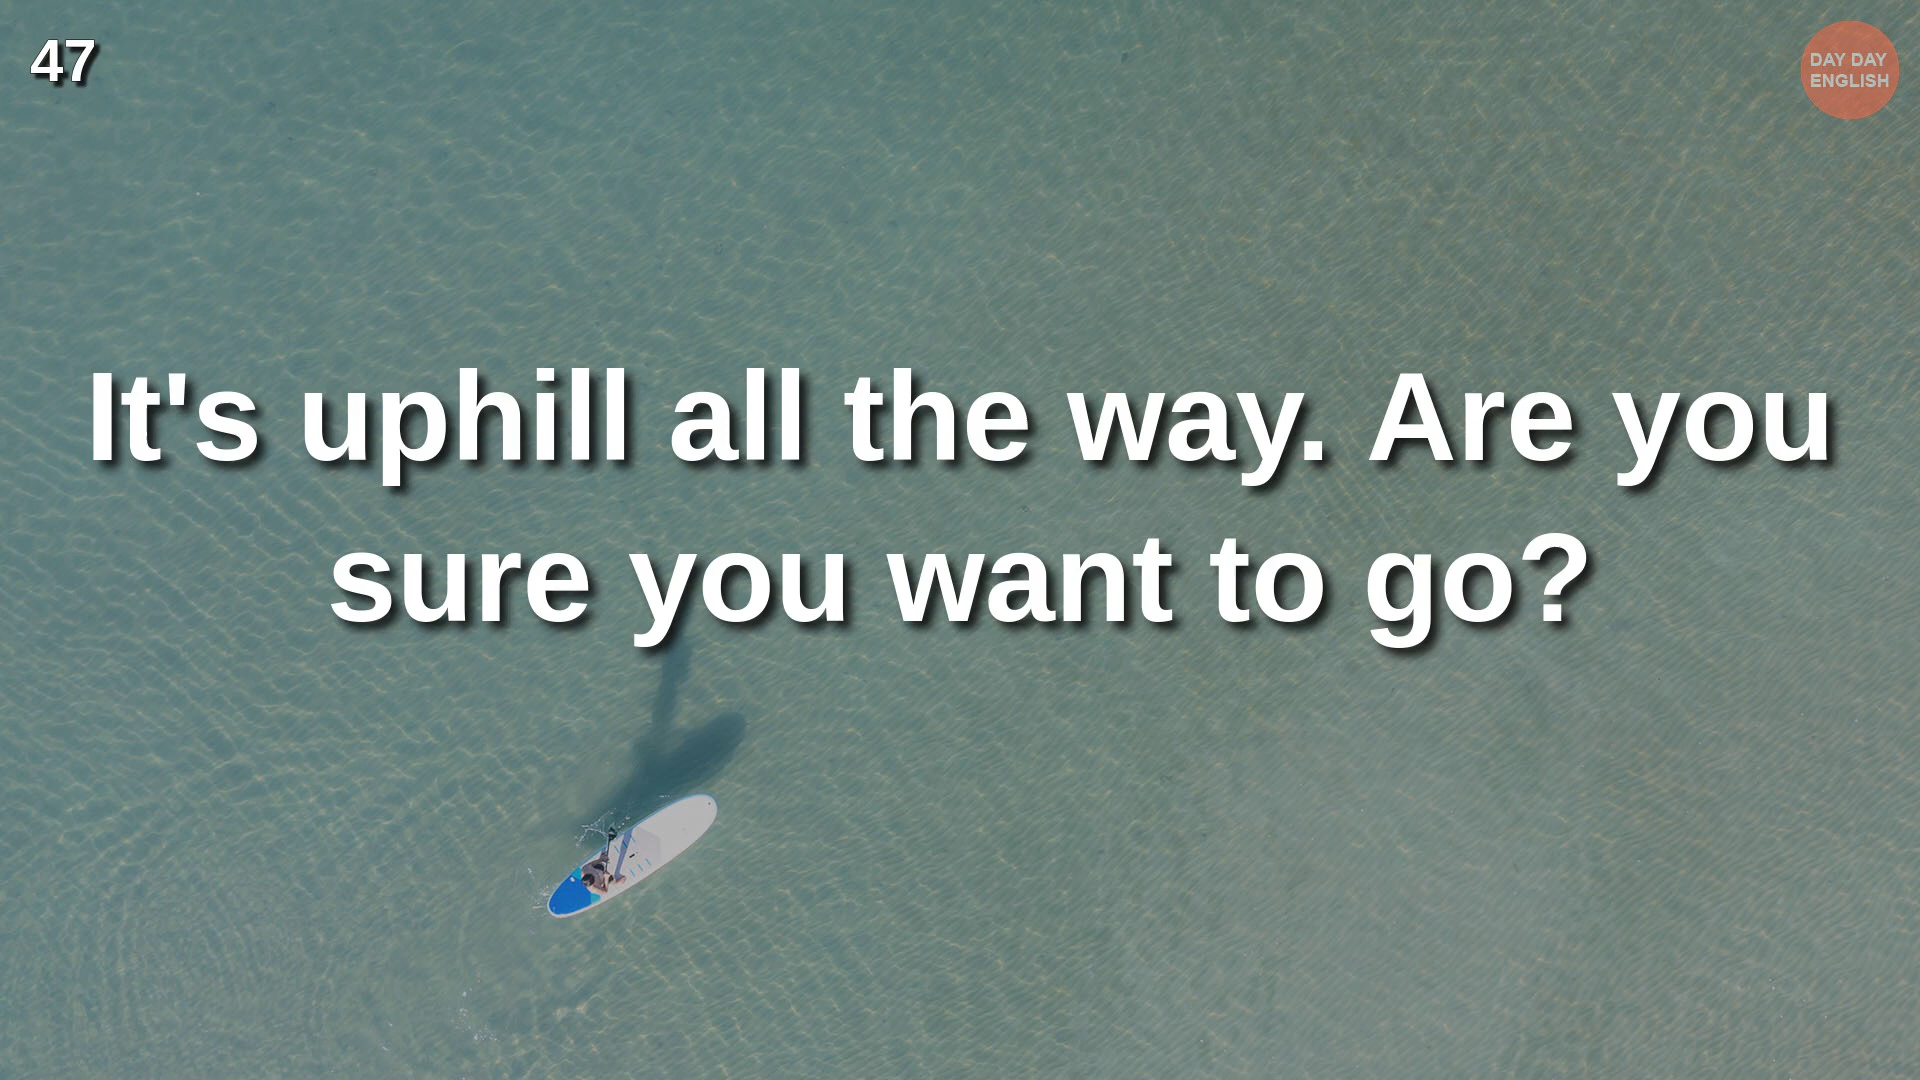 47
DAY DAY
ENGLISH
It's uphill all the way. Are you
sure you want to go?